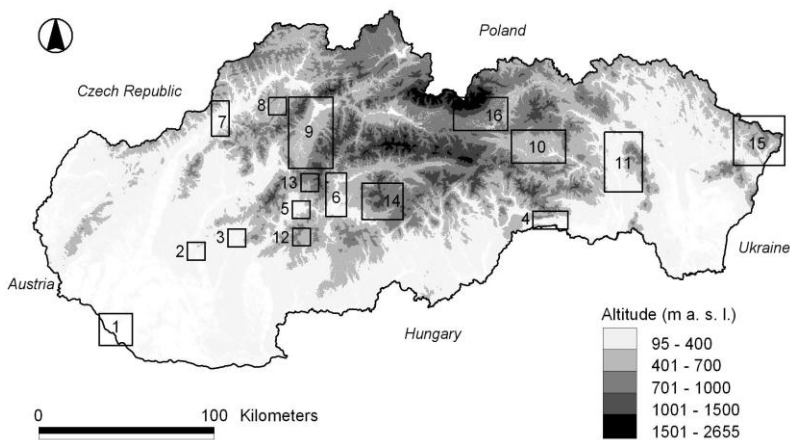 Poland
Czech Republic
8
7
9
16
10
11
15
13
6
5
14
4
12
3
2
Ukraine
Austria
1
Hungary
Altitude (m a. s. l.)
95 - 400
401 - 700
701 - 1000
1001 - 1500
1501 - 2655
0 100 Kilometers